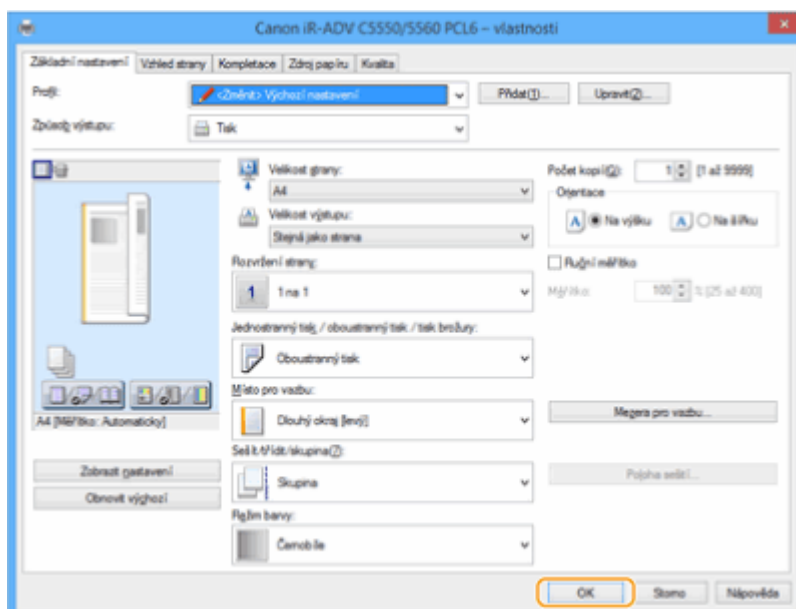 Canon iR-ADV C5550/5560 PCL6 – vlastnosti
Základní nastavení Vzhled strany Kompletace Zdroj papíru Kvalita
Profil: <Změnit> Výchozí nastavení Přidat(1)... Upravit(2)...
Způsob výstupu: Tisk
Velikost strany: Počet kopií(Q): 1 [1 až 9999]
A4 Orientace
Velikost výstupu: A Na výšku A Na šířku
Stejná jako strana
Rozvržení strany: Ruční měřítko
1 1 na 1 Měřítko: 100 % [25 až 400]
Jednostranný tisk / oboustranný tisk / tisk brožury:
Oboustranný tisk
Místo pro vazbu:
A4 [Měřítko: Automaticky] Dlouhý okraj [levý] Mezera pro vazbu...
Sešít/třídit/skupina(Z):
Zobrazit nastavení Skupina Poloha sešití...
Obnovit výchozí
Režim barvy:
Černobíle
OK Storno Nápověda